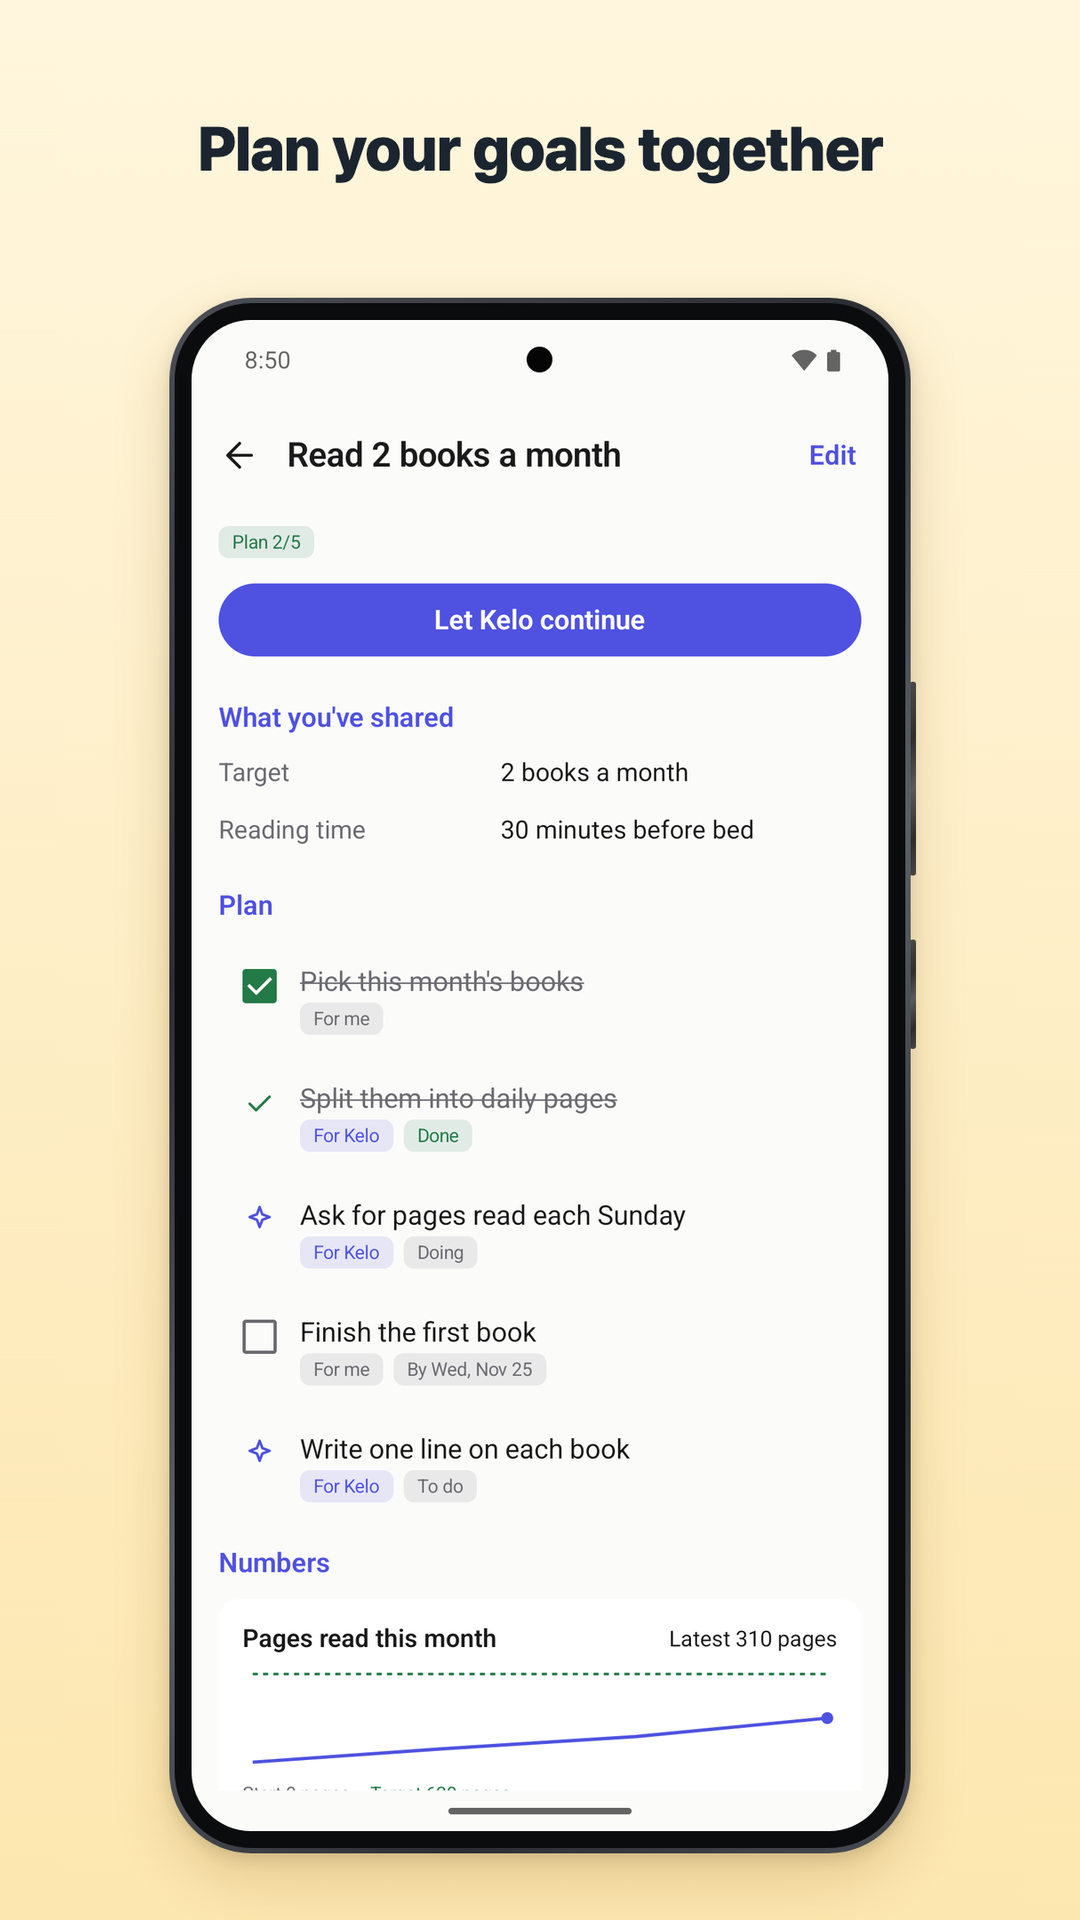 Plan your goals together
8:50
Read 2 books a month
Edit
Plan 2/5
Let Kelo continue
What you've shared
Target
2 books a month
Reading time
30 minutes before bed
Plan
Pick this month's books
For me
Split them into daily pages
For Kelo
Done
Ask for pages read each Sunday
For Kelo
Doing
Finish the first book
For me
By Wed, Nov 25
Write one line on each book
For Kelo
To do
Numbers
Pages read this month
Latest 310 pages